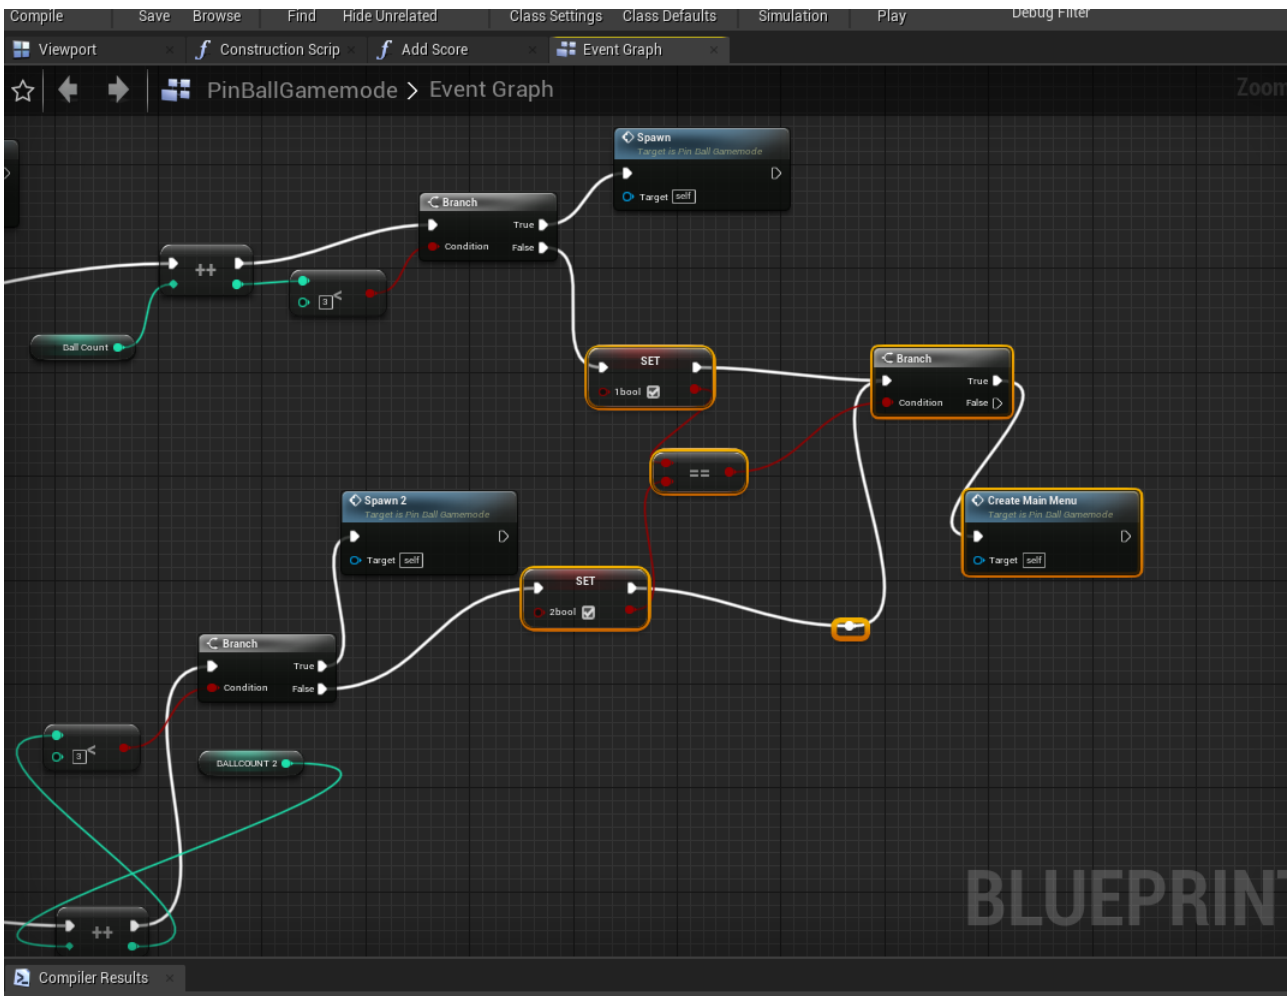 Compile Save Browse Find Hide Unrelated Class Settings Class Defaults Simulation Play Debug Filter
Viewport Construction Scrip Add Score Event Graph
PinBallGamemode > Event Graph Zoom
Spawn
Target is Pin Ball Gamemode
Target self
Branch
True
Condition False
++
3 <
Ball Count
SET
1bool
Branch
True
Condition False
==
Spawn 2
Target is Pin Ball Gamemode
Target self
Create Main Menu
Target is Pin Ball Gamemode
Target self
SET
2bool
Branch
True
Condition False
3 <
BALLCOUNT 2
++
BLUEPRINT
Compiler Results